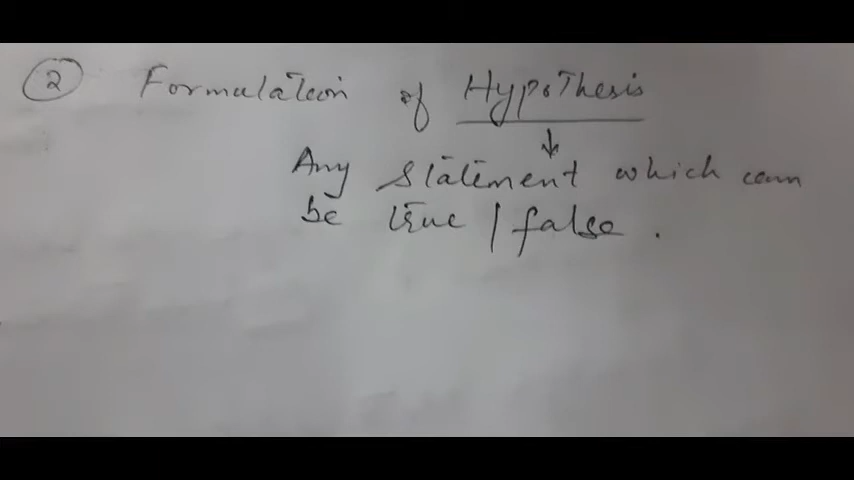 ② Formulation of Hypothesis
↓
Any statement which can
be true / false.